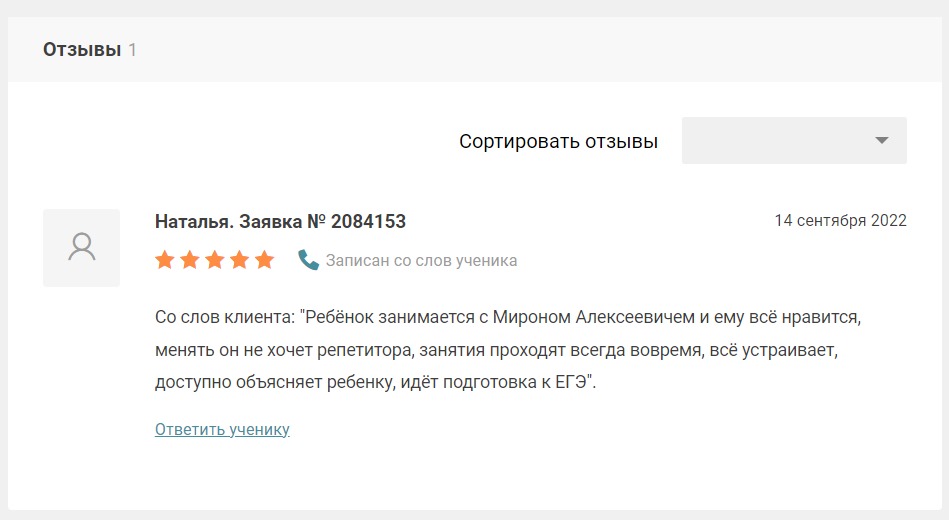 Отзывы 1
Сортировать отзывы
Наталья. Заявка № 2084153
14 сентября 2022
Записан со слов ученика
Со слов клиента: "Ребёнок занимается с Мироном Алексеевичем и ему всё нравится,
менять он не хочет репетитора, занятия проходят всегда вовремя, всё устраивает,
доступно объясняет ребенку, идёт подготовка к ЕГЭ".
Ответить ученику